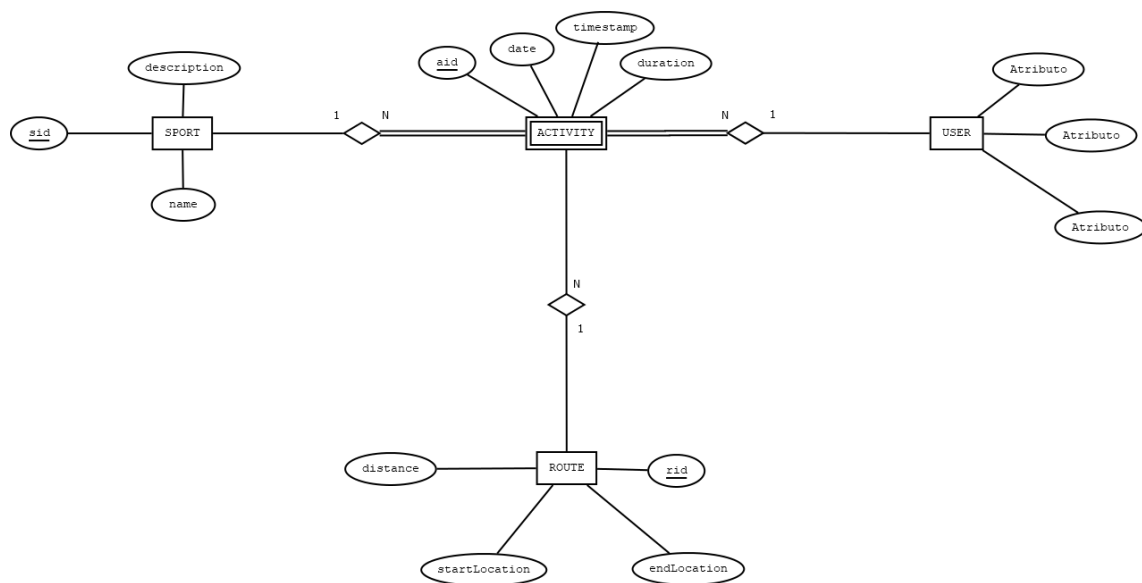 timestamp
date
aid
duration
description
Atributo
1
N
N
1
sid
SPORT
ACTIVITY
USER
Atributo
name
Atributo
N
1
distance
ROUTE
rid
startLocation
endLocation